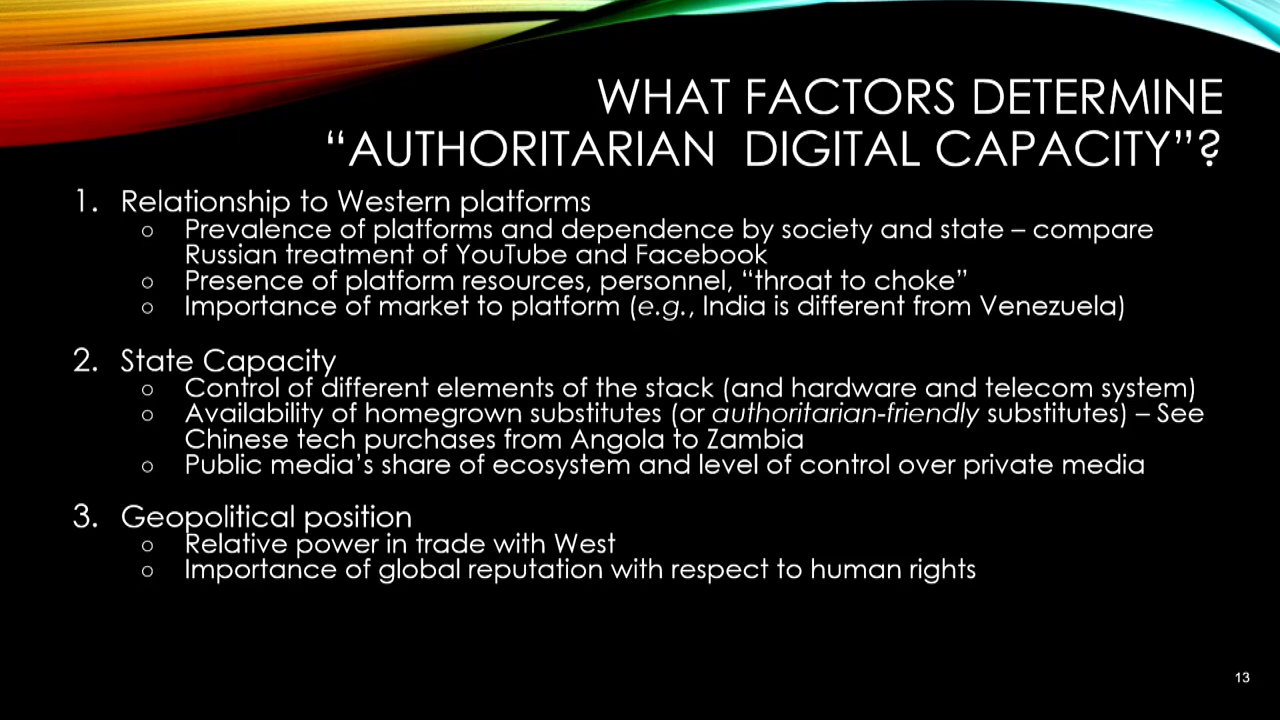 WHAT FACTORS DETERMINE
“AUTHORITARIAN DIGITAL CAPACITY”?
1. Relationship to Western platforms
○ Prevalence of platforms and dependence by society and state – compare
Russian treatment of YouTube and Facebook
○ Presence of platform resources, personnel, “throat to choke”
○ Importance of market to platform (e.g., India is different from Venezuela)
2. State Capacity
○ Control of different elements of the stack (and hardware and telecom system)
○ Availability of homegrown substitutes (or authoritarian-friendly substitutes) – See
Chinese tech purchases from Angola to Zambia
○ Public media’s share of ecosystem and level of control over private media
3. Geopolitical position
○ Relative power in trade with West
○ Importance of global reputation with respect to human rights
13